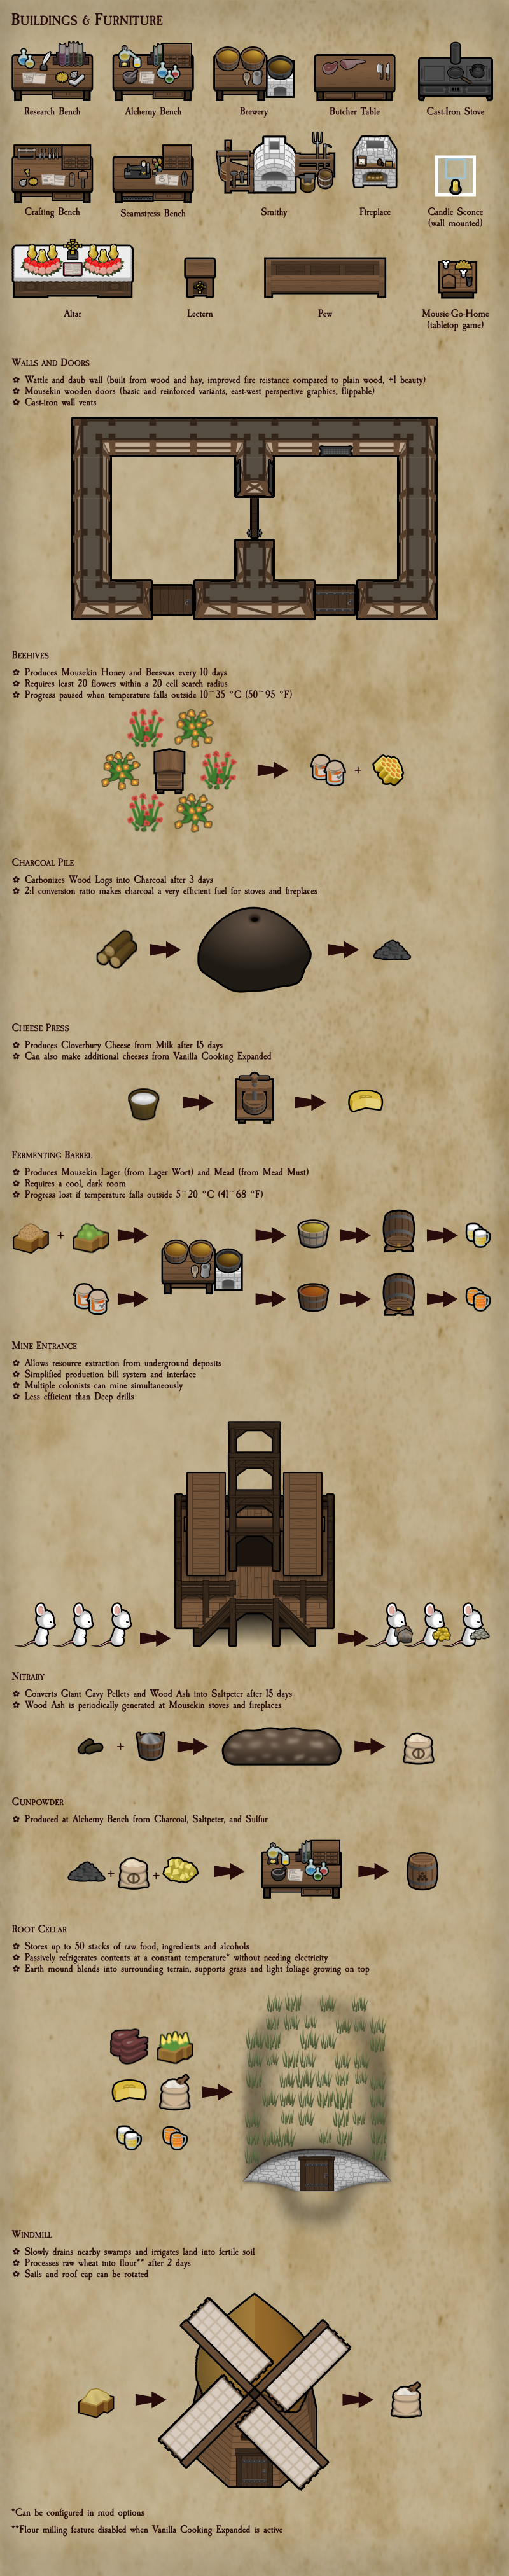 Buildings & Furniture
Research Bench
Alchemy Bench
Brewery
Butcher Table
Cast-Iron Stove
Crafting Bench
Seamstress Bench
Smithy
Fireplace
Candle Sconce
(wall mounted)
Altar
Lectern
Pew
Mousie-Go-Home
(tabletop game)
Walls and Doors
✿ Wattle and daub wall (built from wood and hay, improved fire reistance compared to plain wood, +1 beauty)
✿ Mousekin wooden doors (basic and reinforced variants, east-west perspective graphics, flippable)
✿ Cast-iron wall vents
Beehives
✿ Produces Mousekin Honey and Beeswax every 10 days
✿ Requires least 20 flowers within a 20 cell search radius
✿ Progress paused when temperature falls outside 10~35 °C (50~95 °F)
+
Charcoal Pile
✿ Carbonizes Wood Logs into Charcoal after 3 days
✿ 2:1 conversion ratio makes charcoal a very efficient fuel for stoves and fireplaces
Cheese Press
✿ Produces Cloverbury Cheese from Milk after 15 days
✿ Can also make additional cheeses from Vanilla Cooking Expanded
Fermenting Barrel
✿ Produces Mousekin Lager (from Lager Wort) and Mead (from Mead Must)
✿ Requires a cool, dark room
✿ Progress lost if temperature falls outside 5~20 °C (41~68 °F)
+
Mine Entrance
✿ Allows resource extraction from underground deposits
✿ Simplified production bill system and interface
✿ Multiple colonists can mine simultaneously
✿ Less efficient than Deep drills
Nitrary
✿ Converts Giant Cavy Pellets and Wood Ash into Saltpeter after 15 days
✿ Wood Ash is periodically generated at Mousekin stoves and fireplaces
+
Gunpowder
✿ Produced at Alchemy Bench from Charcoal, Saltpeter, and Sulfur
+ +
Root Cellar
✿ Stores up to 50 stacks of raw food, ingredients and alcohols
✿ Passively refrigerates contents at a constant temperature* without needing electricity
✿ Earth mound blends into surrounding terrain, supports grass and light foliage growing on top
Windmill
✿ Slowly drains nearby swamps and irrigates land into fertile soil
✿ Processes raw wheat into flour** after 2 days
✿ Sails and roof cap can be rotated
*Can be configured in mod options
**Flour milling feature disabled when Vanilla Cooking Expanded is active